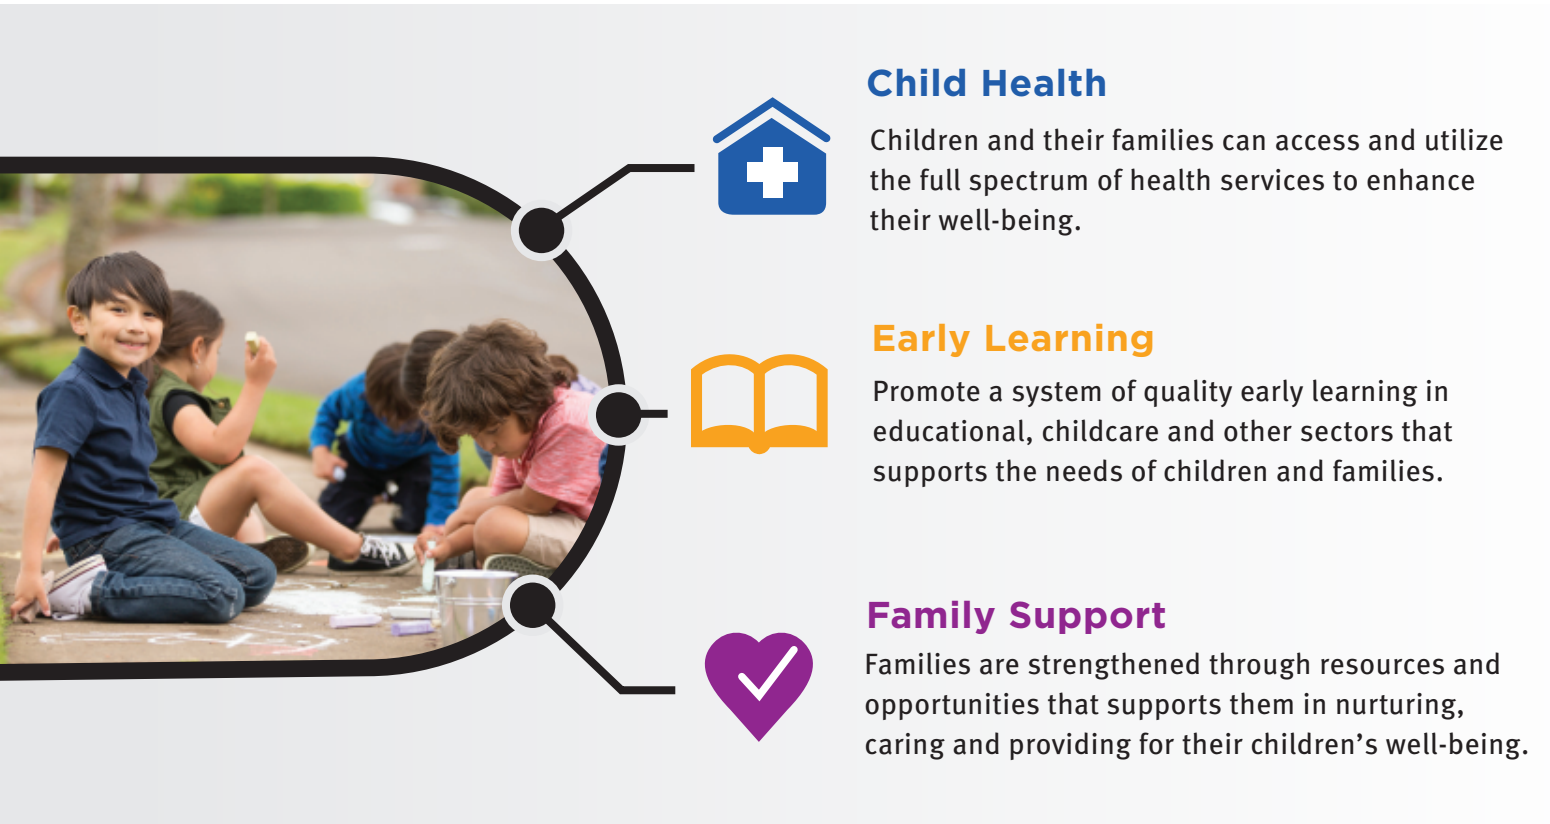 Child Health
Children and their families can access and utilize
the full spectrum of health services to enhance
their well-being.
Early Learning
Promote a system of quality early learning in
educational, childcare and other sectors that
supports the needs of children and families.
Family Support
Families are strengthened through resources and
opportunities that supports them in nurturing,
caring and providing for their children’s well-being.